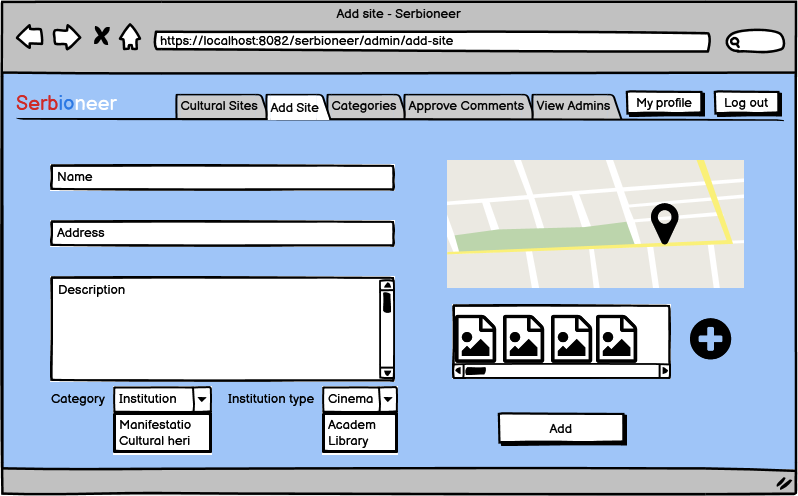 Add site - Serbioneer
https://localhost:8082/serbioneer/admin/add-site
Serbioneer
Cultural Sites
Add Site
Categories
Approve Comments
View Admins
My profile
Log out
Name
Address
Description
Category
Institution
Manifestatio
Cultural heri
Institution type
Cinema
Academ
Library
Add